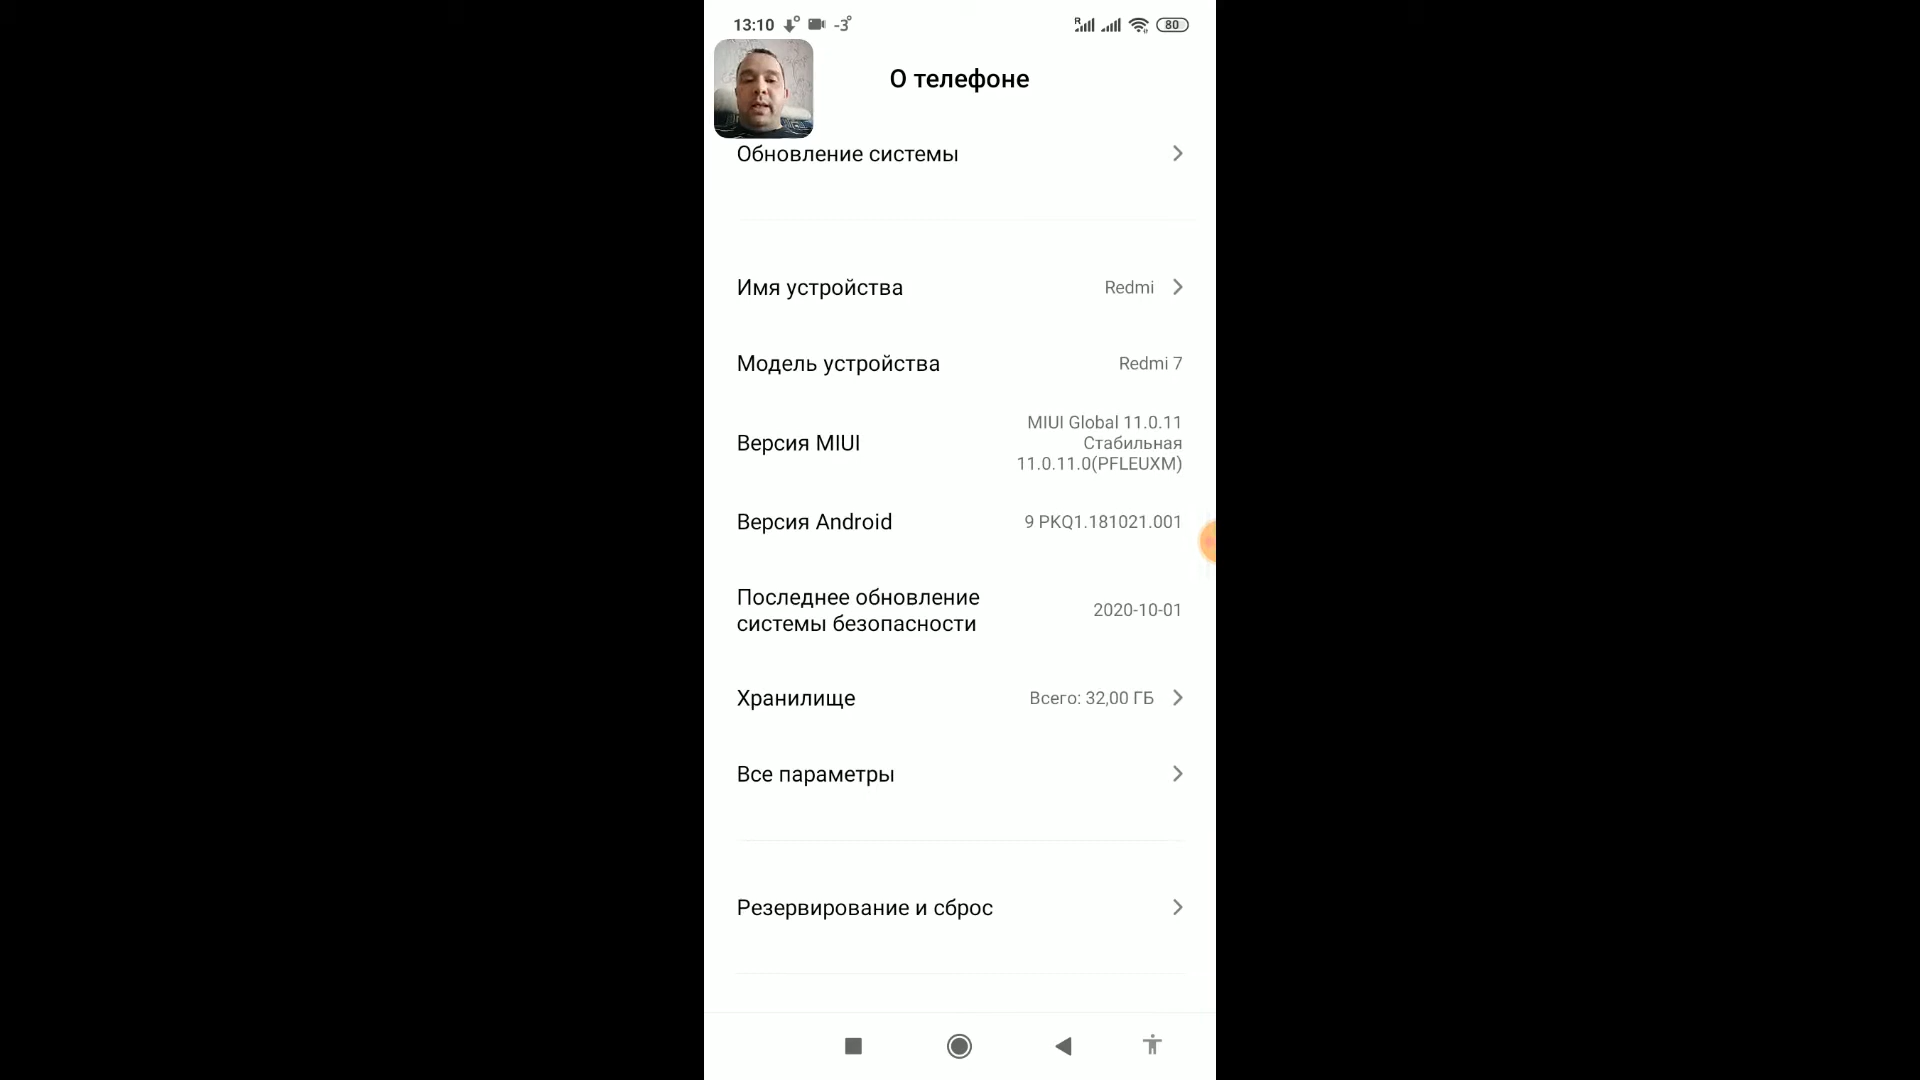 13:10 -3° R 80
О телефоне
Обновление системы
Имя устройства Redmi
Модель устройства Redmi 7
Версия MIUI
MIUI Global 11.0.11
Стабильная
11.0.11.0(PFLEUXM)
Версия Android 9 PKQ1.181021.001
Последнее обновление
системы безопасности
2020-10-01
Хранилище Всего: 32,00 ГБ
Все параметры
Резервирование и сброс